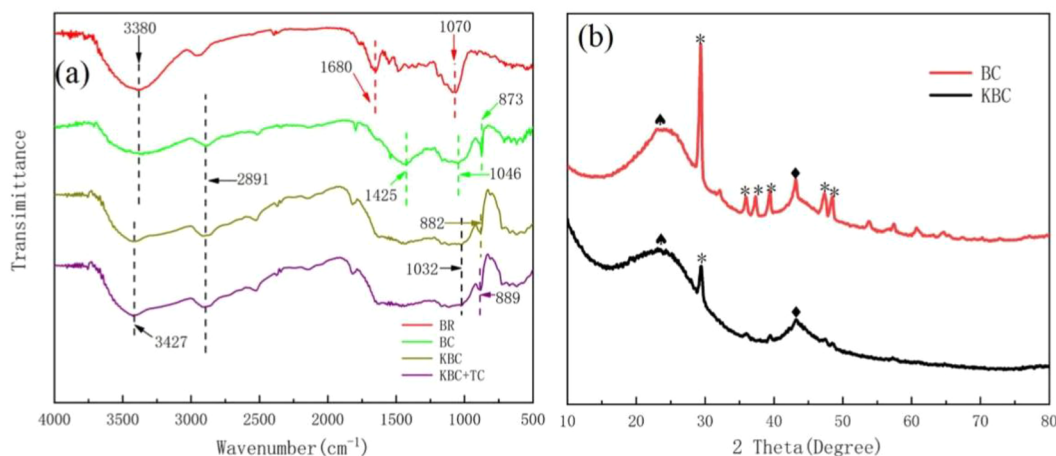 (a)
3380
1070
1680
873
2891
1425
1046
882
1032
889
3427
BR
BC
KBC
KBC+TC
Transimittance
4000 3500 3000 2500 2000 1500 1000 500
Wavenumber(cm⁻¹)
(b)
♠ * * * * ♦ * *
BC
KBC
♠ * ♦
10 20 30 40 50 60 70 80
2 Theta(Degree)